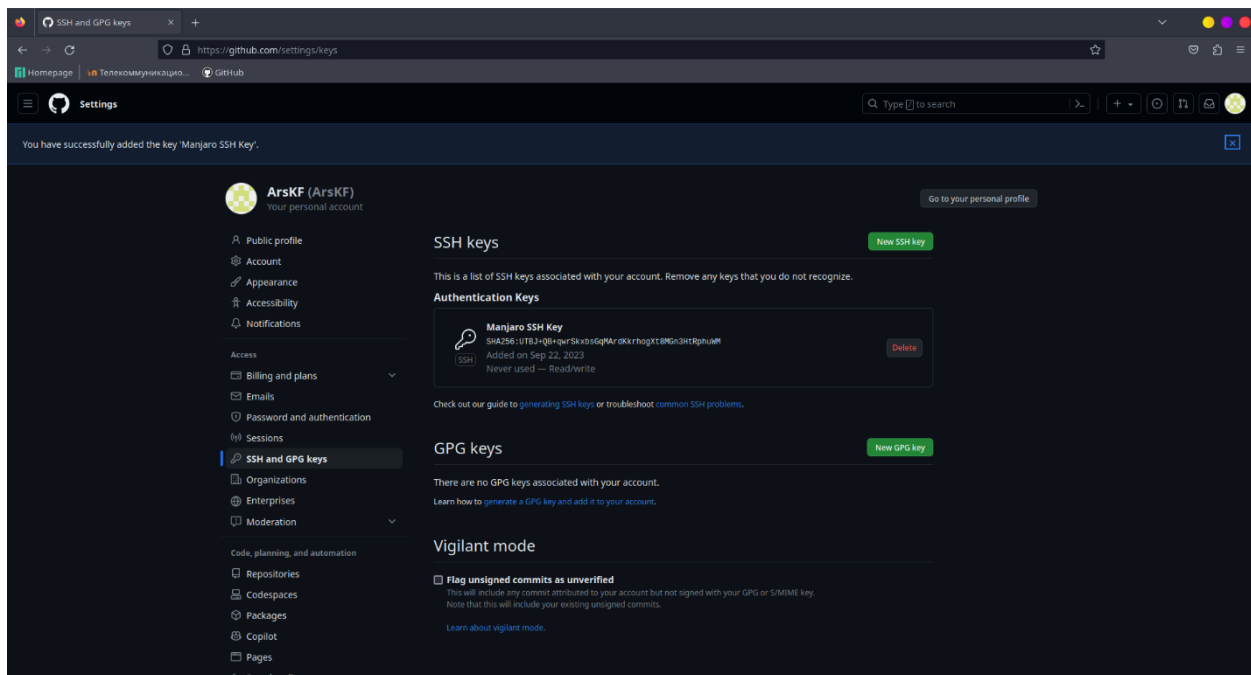 SSH and GPG keys
https://github.com/settings/keys
Homepage
Телекоммуникацио...
GitHub
Settings
Type / to search
You have successfully added the key 'Manjaro SSH Key'.
ArsKF (ArsKF)
Your personal account
Go to your personal profile
Public profile
Account
Appearance
Accessibility
Notifications
Access
Billing and plans
Emails
Password and authentication
Sessions
SSH and GPG keys
Organizations
Enterprises
Moderation
Code, planning, and automation
Repositories
Codespaces
Packages
Copilot
Pages
SSH keys
New SSH key
This is a list of SSH keys associated with your account. Remove any keys that you do not recognize.
Authentication Keys
Manjaro SSH Key
SHA256:UTBJ+QB+qwrSkxbsGqMArdKkrhogXt8MGn3HtRphuWM
SSH
Added on Sep 22, 2023
Never used — Read/write
Delete
Check out our guide to generating SSH keys or troubleshoot common SSH problems.
GPG keys
New GPG key
There are no GPG keys associated with your account.
Learn how to generate a GPG key and add it to your account.
Vigilant mode
Flag unsigned commits as unverified
This will include any commit attributed to your account but not signed with your GPG or S/MIME key.
Note that this will include your existing unsigned commits.
Learn about vigilant mode.